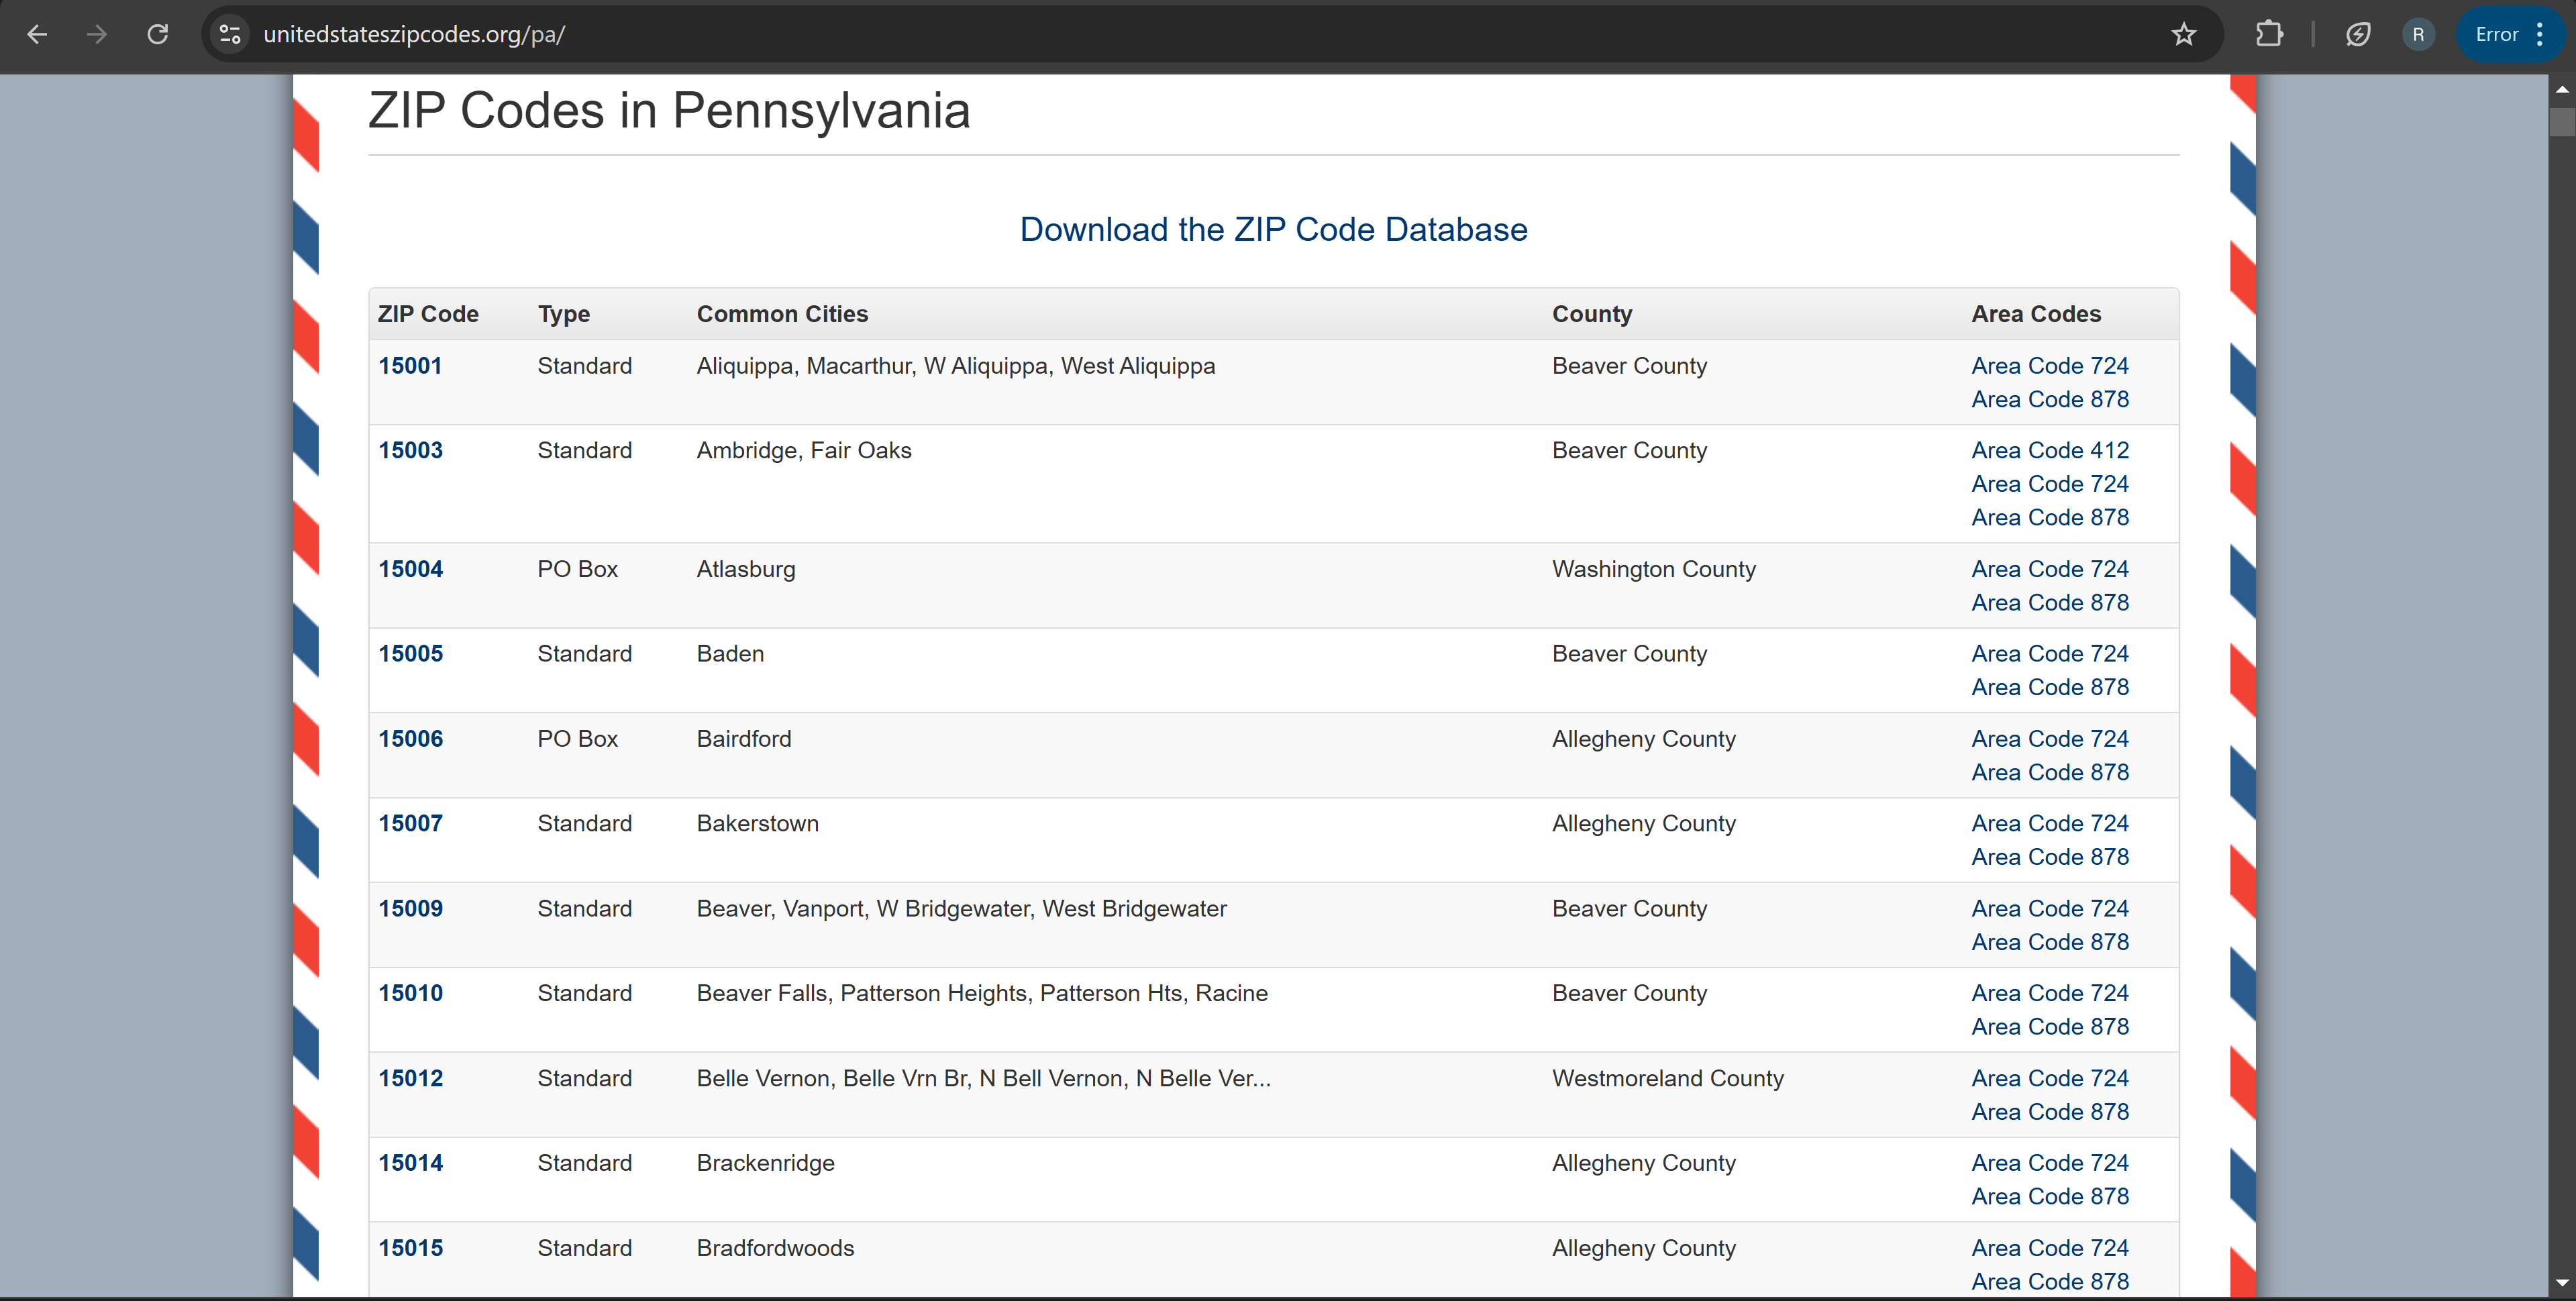 unitedstateszipcodes.org/pa/
R
Error
ZIP Codes in Pennsylvania
Download the ZIP Code Database
ZIP Code Type Common Cities County Area Codes
15001 Standard Aliquippa, Macarthur, W Aliquippa, West Aliquippa Beaver County Area Code 724
Area Code 878
15003 Standard Ambridge, Fair Oaks Beaver County Area Code 412
Area Code 724
Area Code 878
15004 PO Box Atlasburg Washington County Area Code 724
Area Code 878
15005 Standard Baden Beaver County Area Code 724
Area Code 878
15006 PO Box Bairdford Allegheny County Area Code 724
Area Code 878
15007 Standard Bakerstown Allegheny County Area Code 724
Area Code 878
15009 Standard Beaver, Vanport, W Bridgewater, West Bridgewater Beaver County Area Code 724
Area Code 878
15010 Standard Beaver Falls, Patterson Heights, Patterson Hts, Racine Beaver County Area Code 724
Area Code 878
15012 Standard Belle Vernon, Belle Vrn Br, N Bell Vernon, N Belle Ver... Westmoreland County Area Code 724
Area Code 878
15014 Standard Brackenridge Allegheny County Area Code 724
Area Code 878
15015 Standard Bradfordwoods Allegheny County Area Code 724
Area Code 878